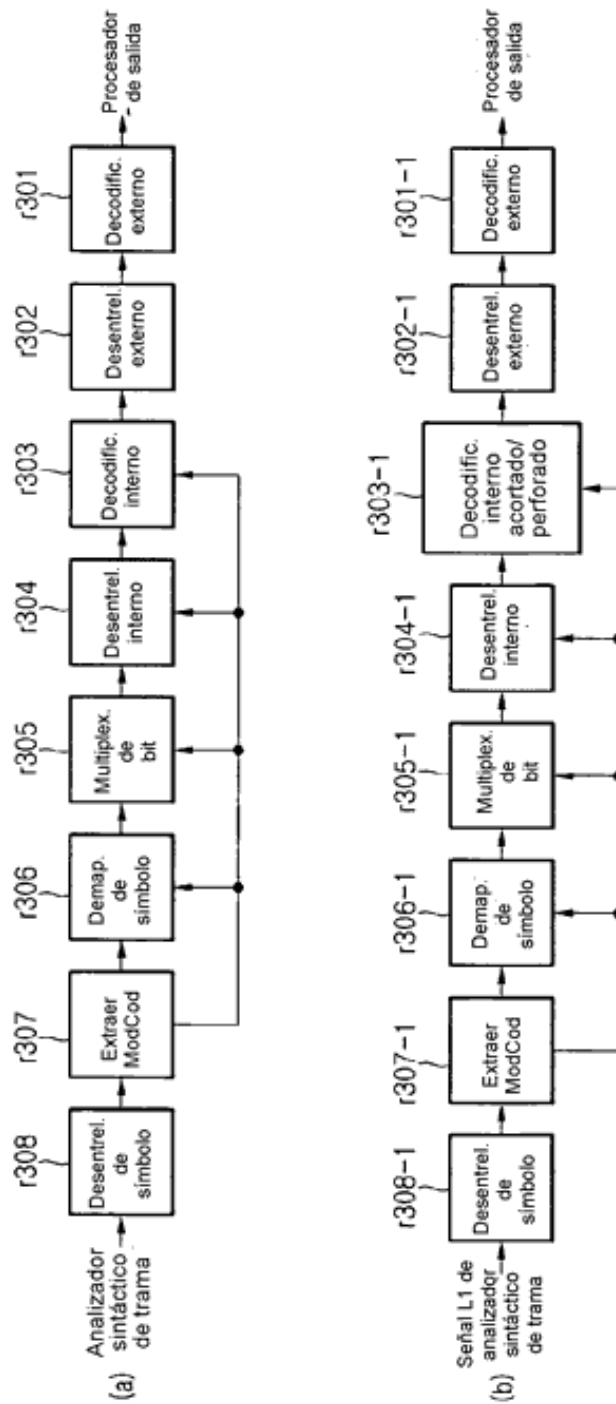 (a)
Analizador
sintáctico
de trama
r308
Desentrel.
de
símbolo
r307
Extraer
ModCod
r306
Demap.
de
símbolo
r305
Multiplex.
de
bit
r304
Desentrel.
interno
r303
Decodific.
interno
r302
Desentrel.
externo
r301
Decodific.
externo
Procesador
de salida
(b)
Señal L1 de
analizador
sintáctico
de trama
r308-1
Desentrel.
de
símbolo
r307-1
Extraer
ModCod
r306-1
Demap.
de
símbolo
r305-1
Multiplex.
de
bit
r304-1
Desentrel.
interno
r303-1
Decodific.
interno
acortado/
perforado
r302-1
Desentrel.
externo
r301-1
Decodific.
externo
Procesador
de salida